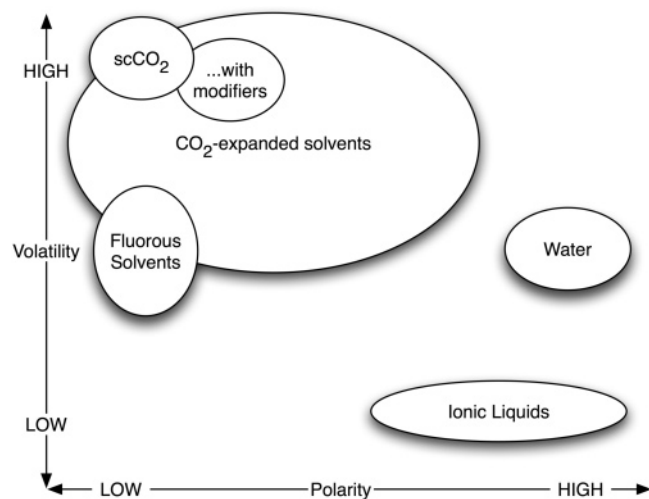 HIGH
scCO₂
...with
modifiers
CO₂-expanded solvents
Volatility
Fluorous
Solvents
Water
LOW
Ionic Liquids
LOW
Polarity
HIGH